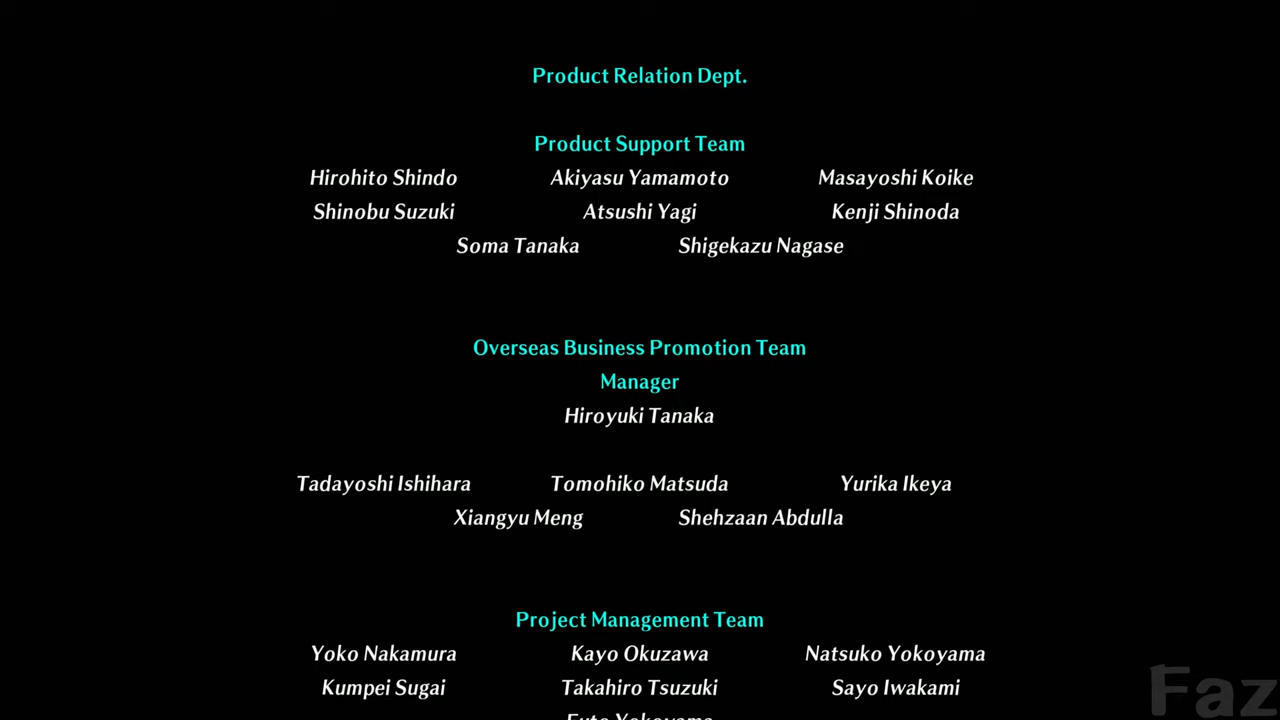 Product Relation Dept.
Product Support Team
Hirohito Shindo Akiyasu Yamamoto Masayoshi Koike
Shinobu Suzuki Atsushi Yagi Kenji Shinoda
Soma Tanaka Shigekazu Nagase
Overseas Business Promotion Team
Manager
Hiroyuki Tanaka
Tadayoshi Ishihara Tomohiko Matsuda Yurika Ikeya
Xiangyu Meng Shehzaan Abdulla
Project Management Team
Yoko Nakamura Kayo Okuzawa Natsuko Yokoyama
Kumpei Sugai Takahiro Tsuzuki Sayo Iwakami
Yokoyama
Faz